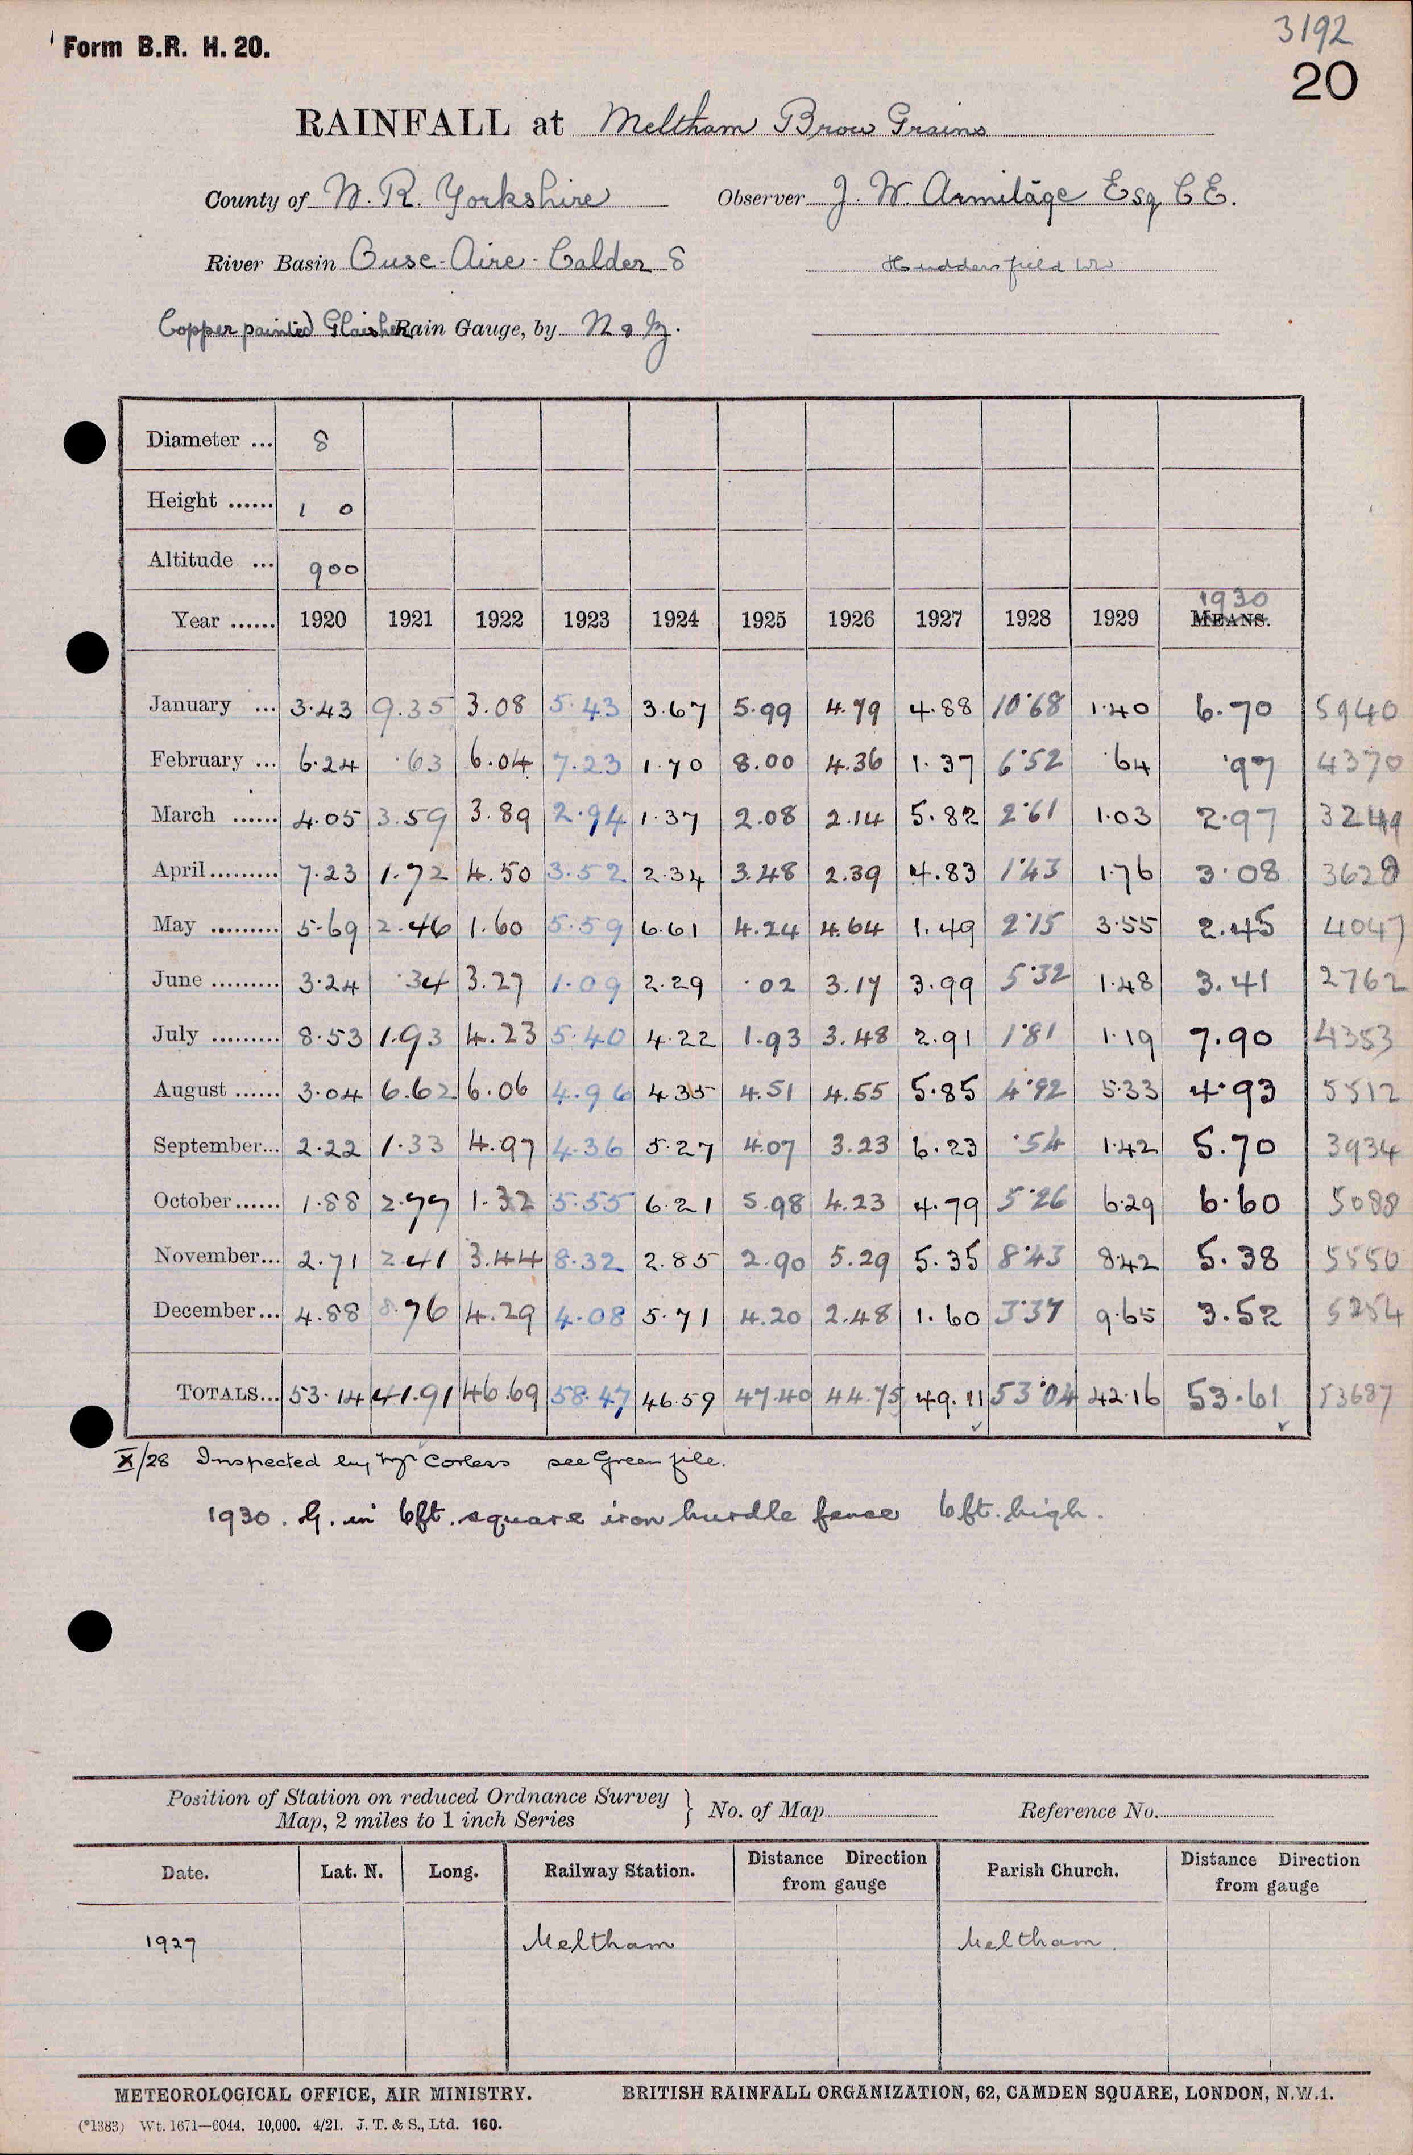 3192
Form B.R. H. 20.
20
RAINFALL at Meltham Brow Grains
County of W. R. Yorkshire Observer J. W. Armitage Esq C E.
River Basin Ouse-Aire-Calder 8 Huddersfield W
Copper painted Glaisher Rain Gauge, by N & Z.
Diameter ... 8
Height ...... 1 0
Altitude ... 900
1930
Year ...... 1920 1921 1922 1923 1924 1925 1926 1927 1928 1929 MEANS.
January ... 3.43 9.35 3.08 5.43 3.67 5.99 4.79 4.88 10.68 1.40 6.70 5940
February ... 6.24 .63 6.04 7.23 1.70 8.00 4.36 1.37 6.52 .64 .97 4370
March ...... 4.05 3.59 3.89 2.94 1.37 2.08 2.14 5.82 2.61 1.03 2.97 3249
April......... 7.23 1.72 4.50 3.52 2.34 3.48 2.39 4.83 1.43 1.76 3.08 3628
May ......... 5.69 2.46 1.60 5.59 6.61 4.24 4.64 1.49 2.15 3.55 2.45 4047
June ......... 3.24 .34 3.27 1.09 2.29 .02 3.17 3.99 5.32 1.48 3.41 2762
July ......... 8.53 1.93 4.23 5.40 4.22 1.93 3.48 2.91 1.81 1.19 7.90 4353
August ...... 3.04 6.62 6.06 4.96 4.35 4.51 4.55 5.85 4.92 5.33 4.93 5512
September... 2.22 1.33 4.97 4.36 5.27 4.07 3.23 6.23 .54 1.42 5.70 3934
October...... 1.88 2.77 1.32 5.55 6.21 5.98 4.23 4.79 5.26 6.29 6.60 5088
November... 2.71 2.41 3.44 8.32 2.85 2.90 5.29 5.35 8.43 8.42 5.38 5550
December... 4.88 8.76 4.29 4.08 5.71 4.20 2.48 1.60 3.37 9.65 3.52 5254
TOTALS... 53.14 41.91 46.69 58.47 46.59 47.40 44.75 49.11 53.04 42.16 53.61 53687
X/28 Inspected by Mr Corless see Green file.
1930. G. in 6ft. square iron hurdle fence 6ft. high.
Position of Station on reduced Ordnance Survey
Map, 2 miles to 1 inch Series } No. of Map Reference No.
Date. Lat. N. Long. Railway Station. Distance Direction from gauge Parish Church. Distance Direction from gauge
1927 Meltham Meltham.
METEOROLOGICAL OFFICE, AIR MINISTRY. BRITISH RAINFALL ORGANIZATION, 62, CAMDEN SQUARE, LONDON, N.W.1.
(*1383) Wt. 1671—6044. 10,000. 4/21. J. T. & S., Ltd. 160.